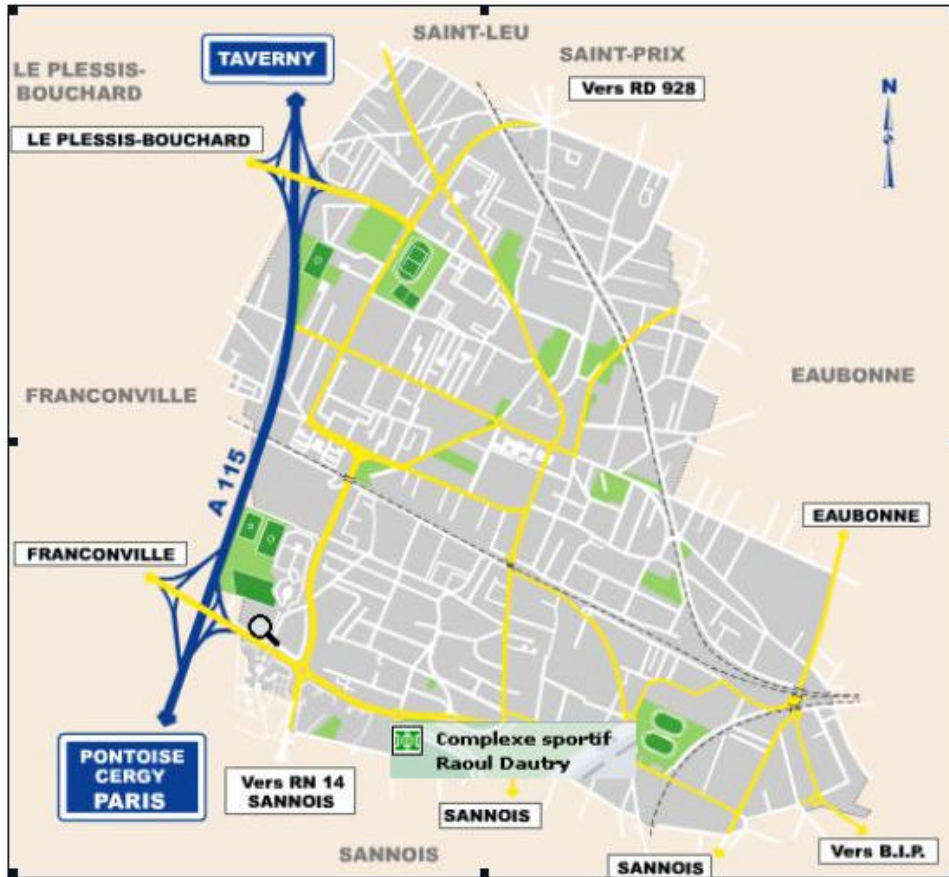 SAINT-LEU
SAINT-PRIX
TAVERNY
LE PLESSIS-
BOUCHARD
Vers RD 928
N
LE PLESSIS-BOUCHARD
EAUBONNE
FRANCONVILLE
A 115
EAUBONNE
FRANCONVILLE
Complexe sportif
Raoul Dautry
PONTOISE
CERGY
PARIS
Vers RN 14
SANNOIS
SANNOIS
Vers B.I.P.
SANNOIS
SANNOIS